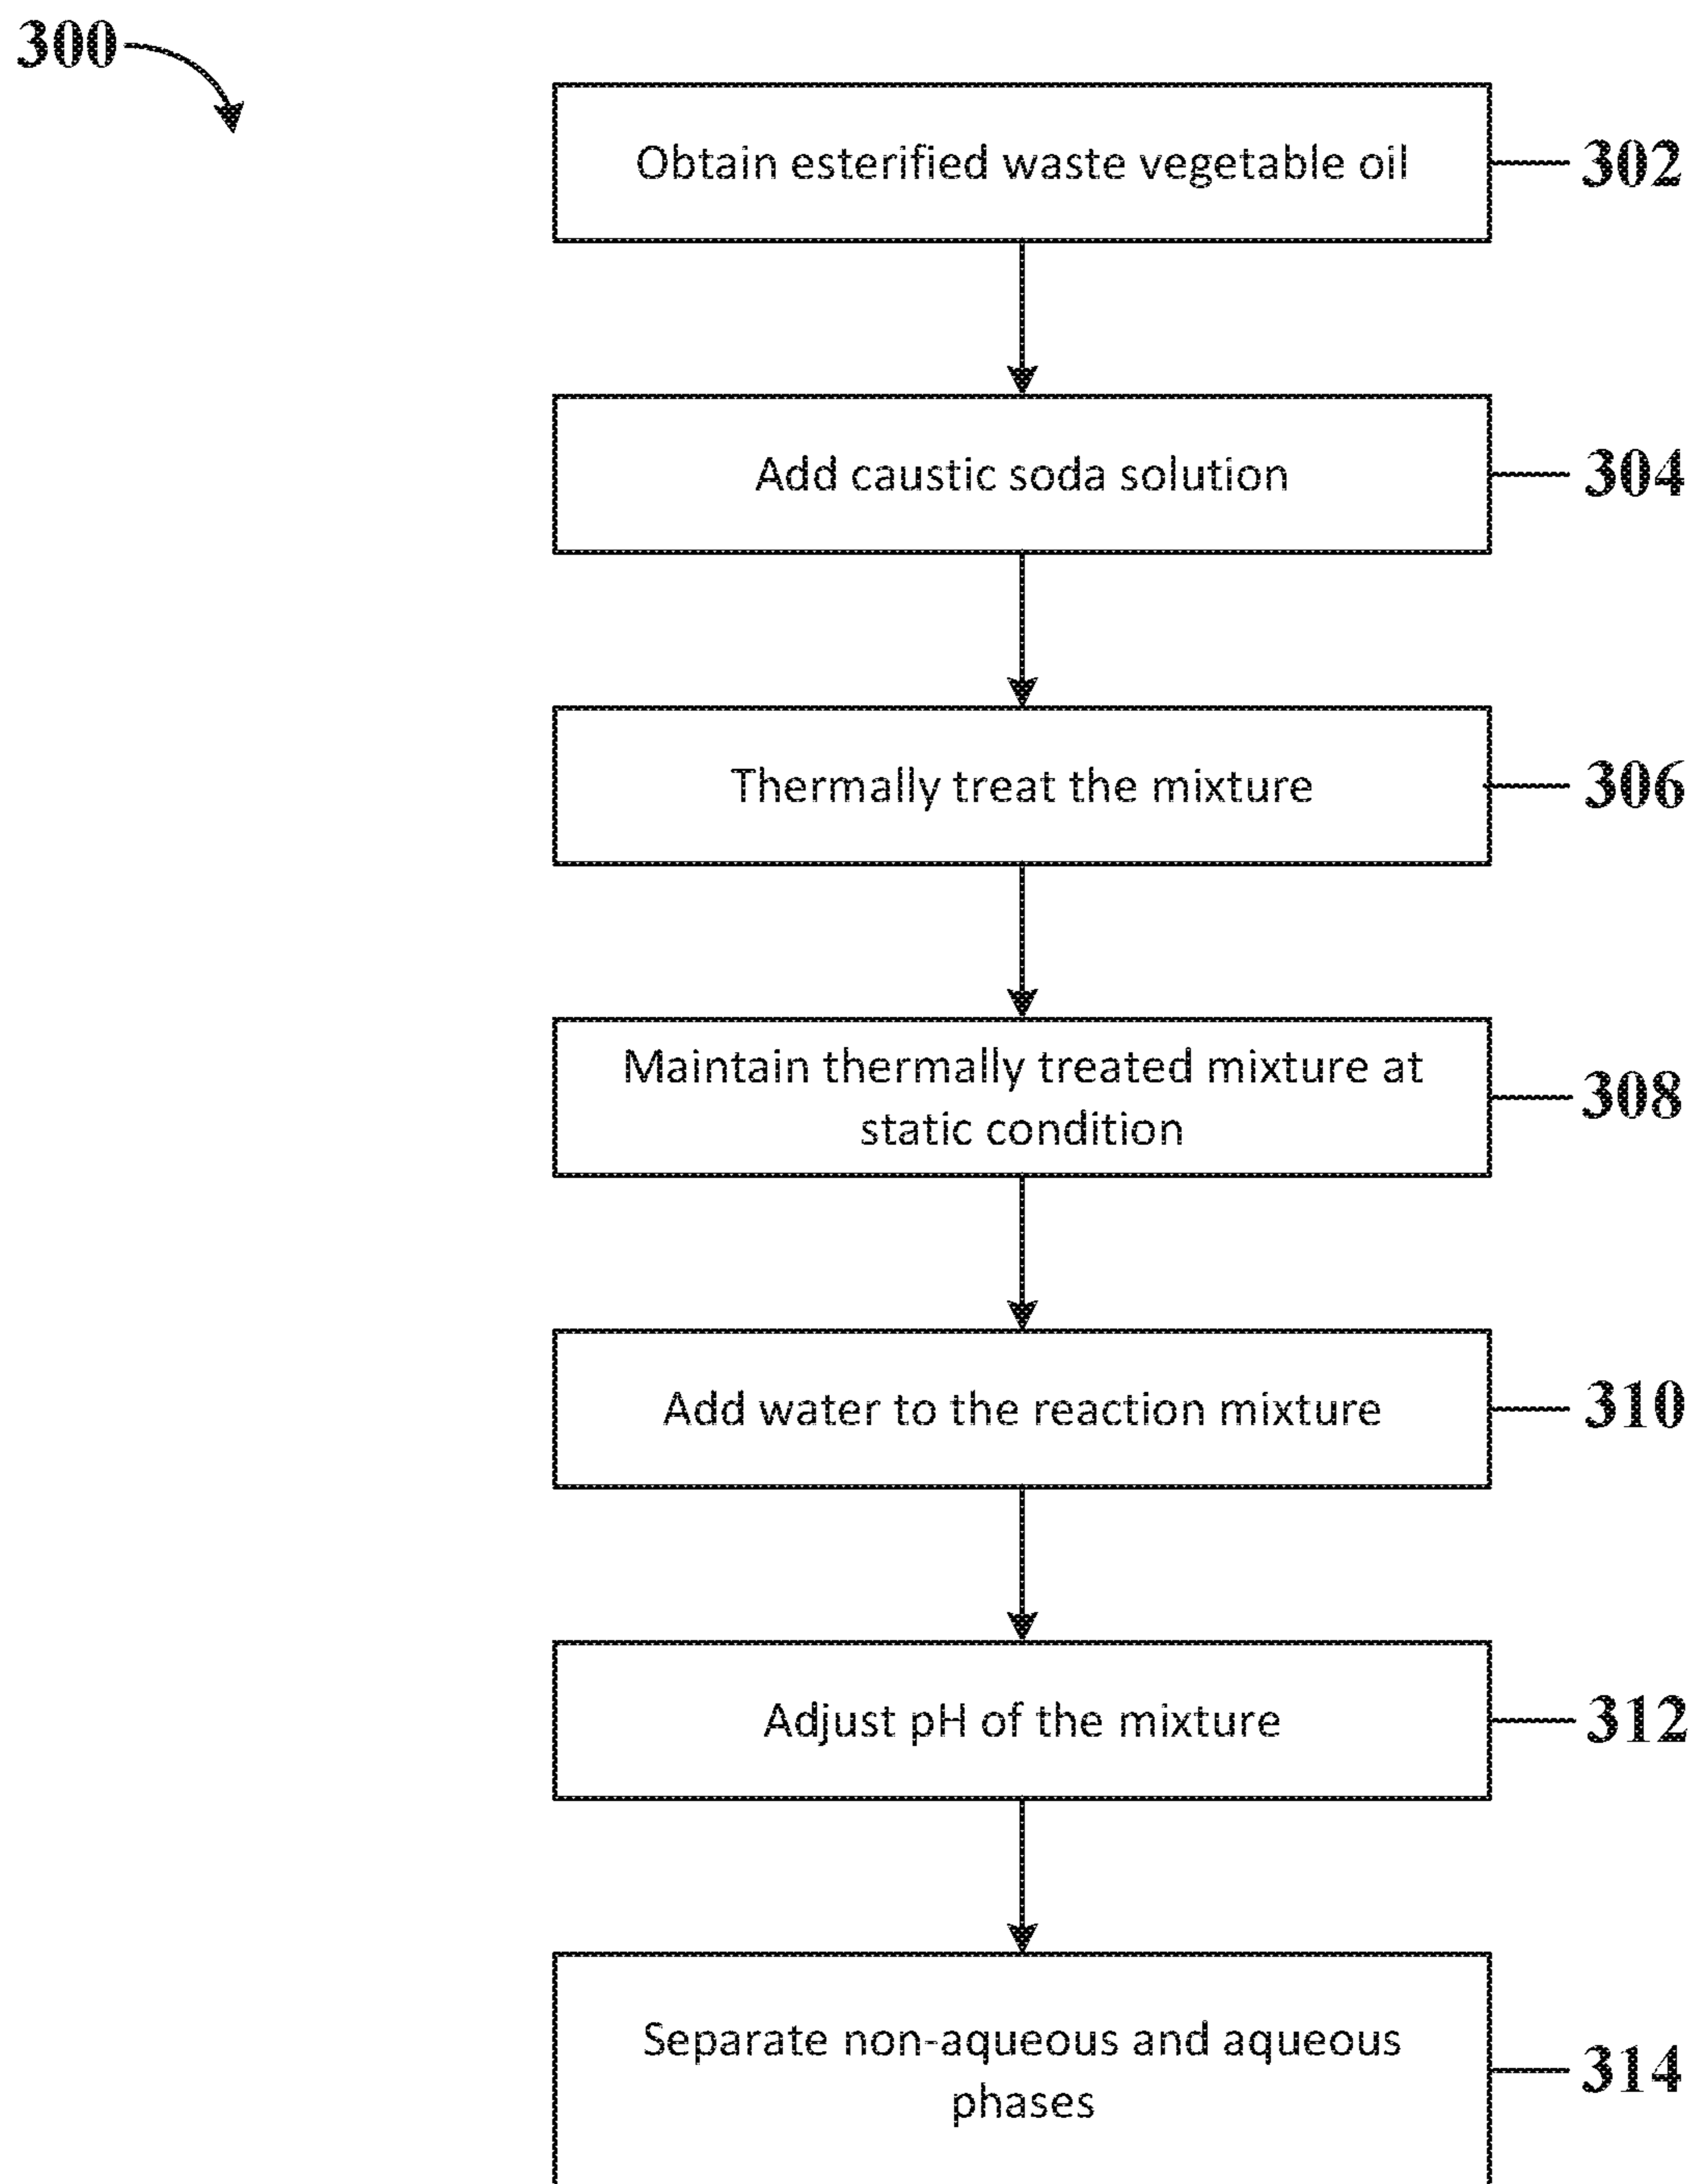 300
Obtain esterified waste vegetable oil
302
Add caustic soda solution
304
Thermally treat the mixture
306
Maintain thermally treated mixture at
static condition
308
Add water to the reaction mixture
310
Adjust pH of the mixture
312
Separate non-aqueous and aqueous
phases
314